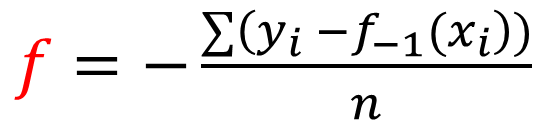 f = − ∑(yᵢ − f₋₁(xᵢ)) / n